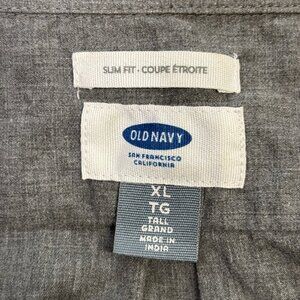 SLIM FIT · COUPE ÉTROITE
OLD NAVY
SAN FRANCISCO
CALIFORNIA
XL
TG
TALL
GRAND
MADE IN
INDIA